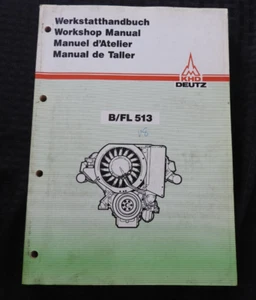 Werkstatthandbuch
Workshop Manual
Manuel d'Atelier
Manual de Taller
KHD
DEUTZ
B/FL 513